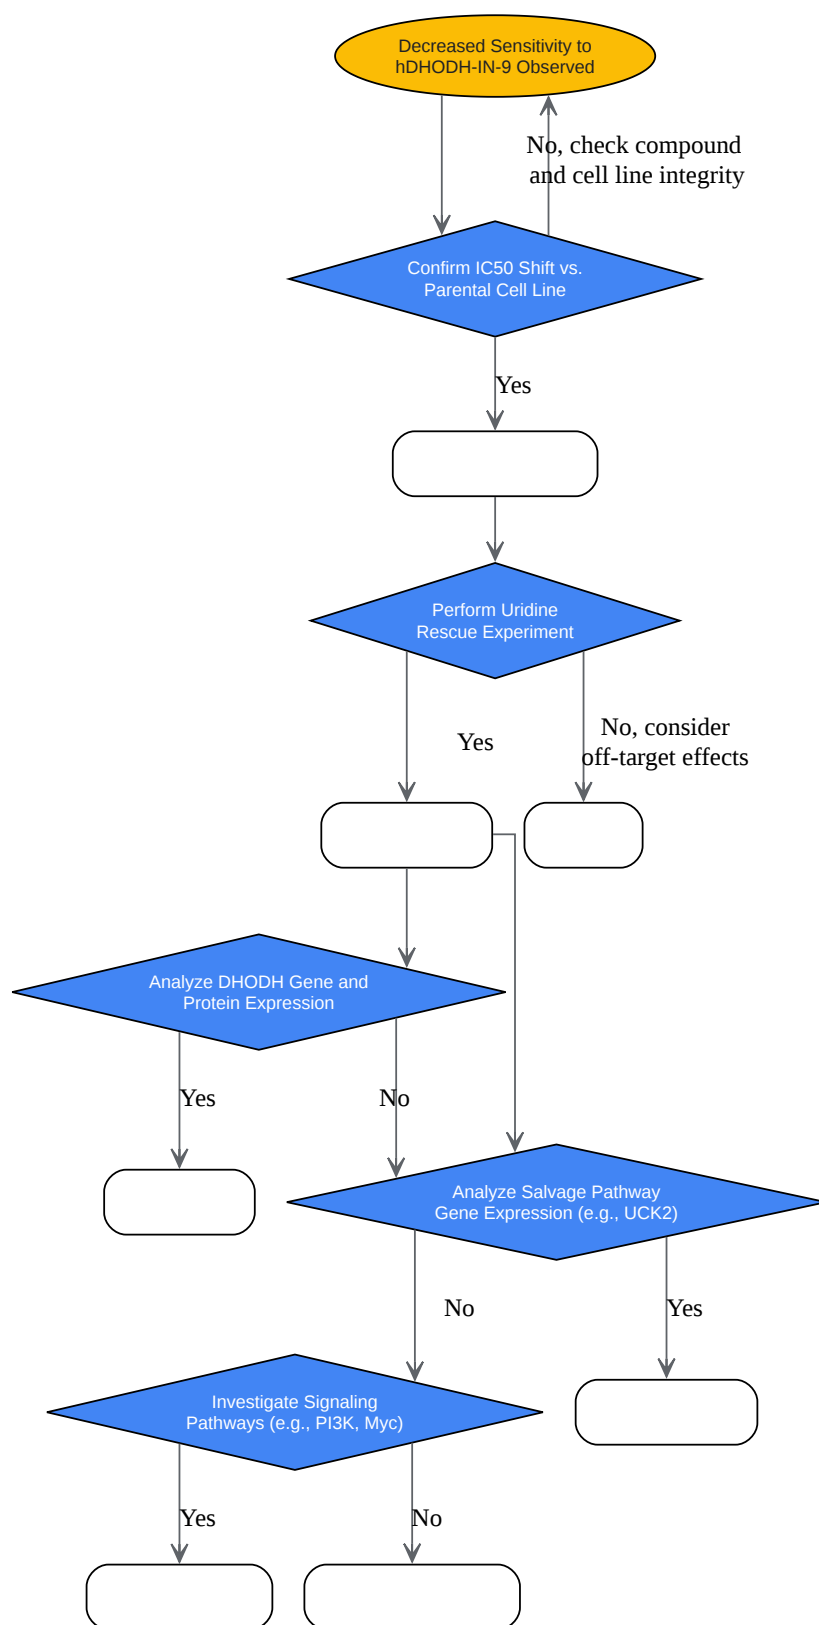 Decreased Sensitivity to
hDHODH-IN-9 Observed
No, check compound
and cell line integrity
Confirm IC50 Shift vs.
Parental Cell Line
Yes
Perform Uridine
Rescue Experiment
Yes
No, consider
off-target effects
Analyze DHODH Gene and
Protein Expression
Yes
No
Analyze Salvage Pathway
Gene Expression (e.g., UCK2)
No
Yes
Investigate Signaling
Pathways (e.g., PI3K, Myc)
Yes
No